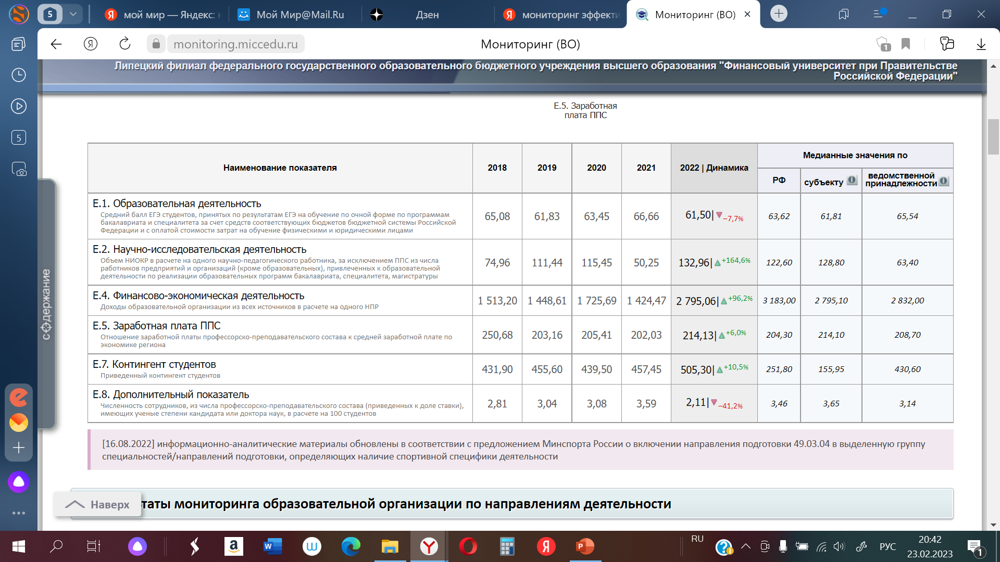 5
мой мир — Яндекс: н
Мой Мир@Mail.Ru
Дзен
мониторинг эффекти
Мониторинг (ВО)
monitoring.miccedu.ru
Мониторинг (ВО)
1
Липецкий филиал федерального государственного образовательного бюджетного учреждения высшего образования "Финансовый университет при Правительстве
Российской Федерации"
Е.5. Заработная
плата ППС
Наименование показателя
2018
2019
2020
2021
2022 | Динамика
Медианные значения по
РФ
субъекту
ведомственной
принадлежности
Е.1. Образовательная деятельность
Средний балл ЕГЭ студентов, принятых по результатам ЕГЭ на обучение по очной форме по программам
бакалавриата и специалитета за счет средств соответствующих бюджетов бюджетной системы Российской
Федерации и с оплатой стоимости затрат на обучение физическими и юридическими лицами
65,08
61,83
63,45
66,66
61,50| –7,7%
63,62
61,81
65,54
Е.2. Научно-исследовательская деятельность
Объем НИОКР в расчете на одного научно-педагогического работника, за исключением ППС из числа
работников предприятий и организаций (кроме образовательных), привлеченных к образовательной
деятельности по реализации образовательных программ бакалавриата, специалитета, магистратуры
74,96
111,44
115,45
50,25
132,96| +164,6%
122,60
128,80
63,40
Е.4. Финансово-экономическая деятельность
Доходы образовательной организации из всех источников в расчете на одного НПР
1 513,20
1 448,61
1 725,69
1 424,47
2 795,06| +96,2%
3 183,00
2 795,10
2 832,00
Е.5. Заработная плата ППС
Отношение заработной платы профессорско-преподавательского состава к средней заработной плате по
экономике региона
250,68
203,16
205,41
202,03
214,13| +6,0%
204,30
214,10
208,70
Е.7. Контингент студентов
Приведенный контингент студентов
431,90
455,60
439,50
457,45
505,30| +10,5%
251,80
155,95
430,60
Е.8. Дополнительный показатель
Численность сотрудников, из числа профессорско-преподавательского состава (приведенных к доле ставки),
имеющих ученые степени кандидата или доктора наук, в расчете на 100 студентов
2,81
3,04
3,08
3,59
2,11| –41,2%
3,46
3,65
3,14
[16.08.2022] информационно-аналитические материалы обновлены в соответствии с предложением Минспорта России о включении направления подготовки 49.03.04 в выделенную группу
специальностей/направлений подготовки, определяющих наличие спортивной специфики деятельности
Наверх
таты мониторинга образовательной организации по направлениям деятельности
содержание
5
RU
РУС
20:42
23.02.2023
1